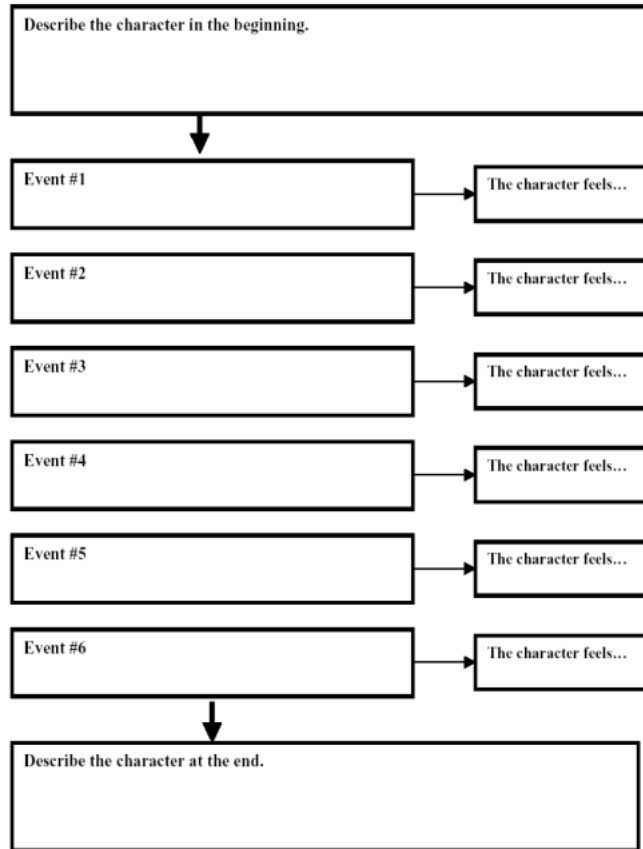 Describe the character in the beginning.
Event #1
The character feels…
Event #2
The character feels…
Event #3
The character feels…
Event #4
The character feels…
Event #5
The character feels…
Event #6
The character feels…
Describe the character at the end.